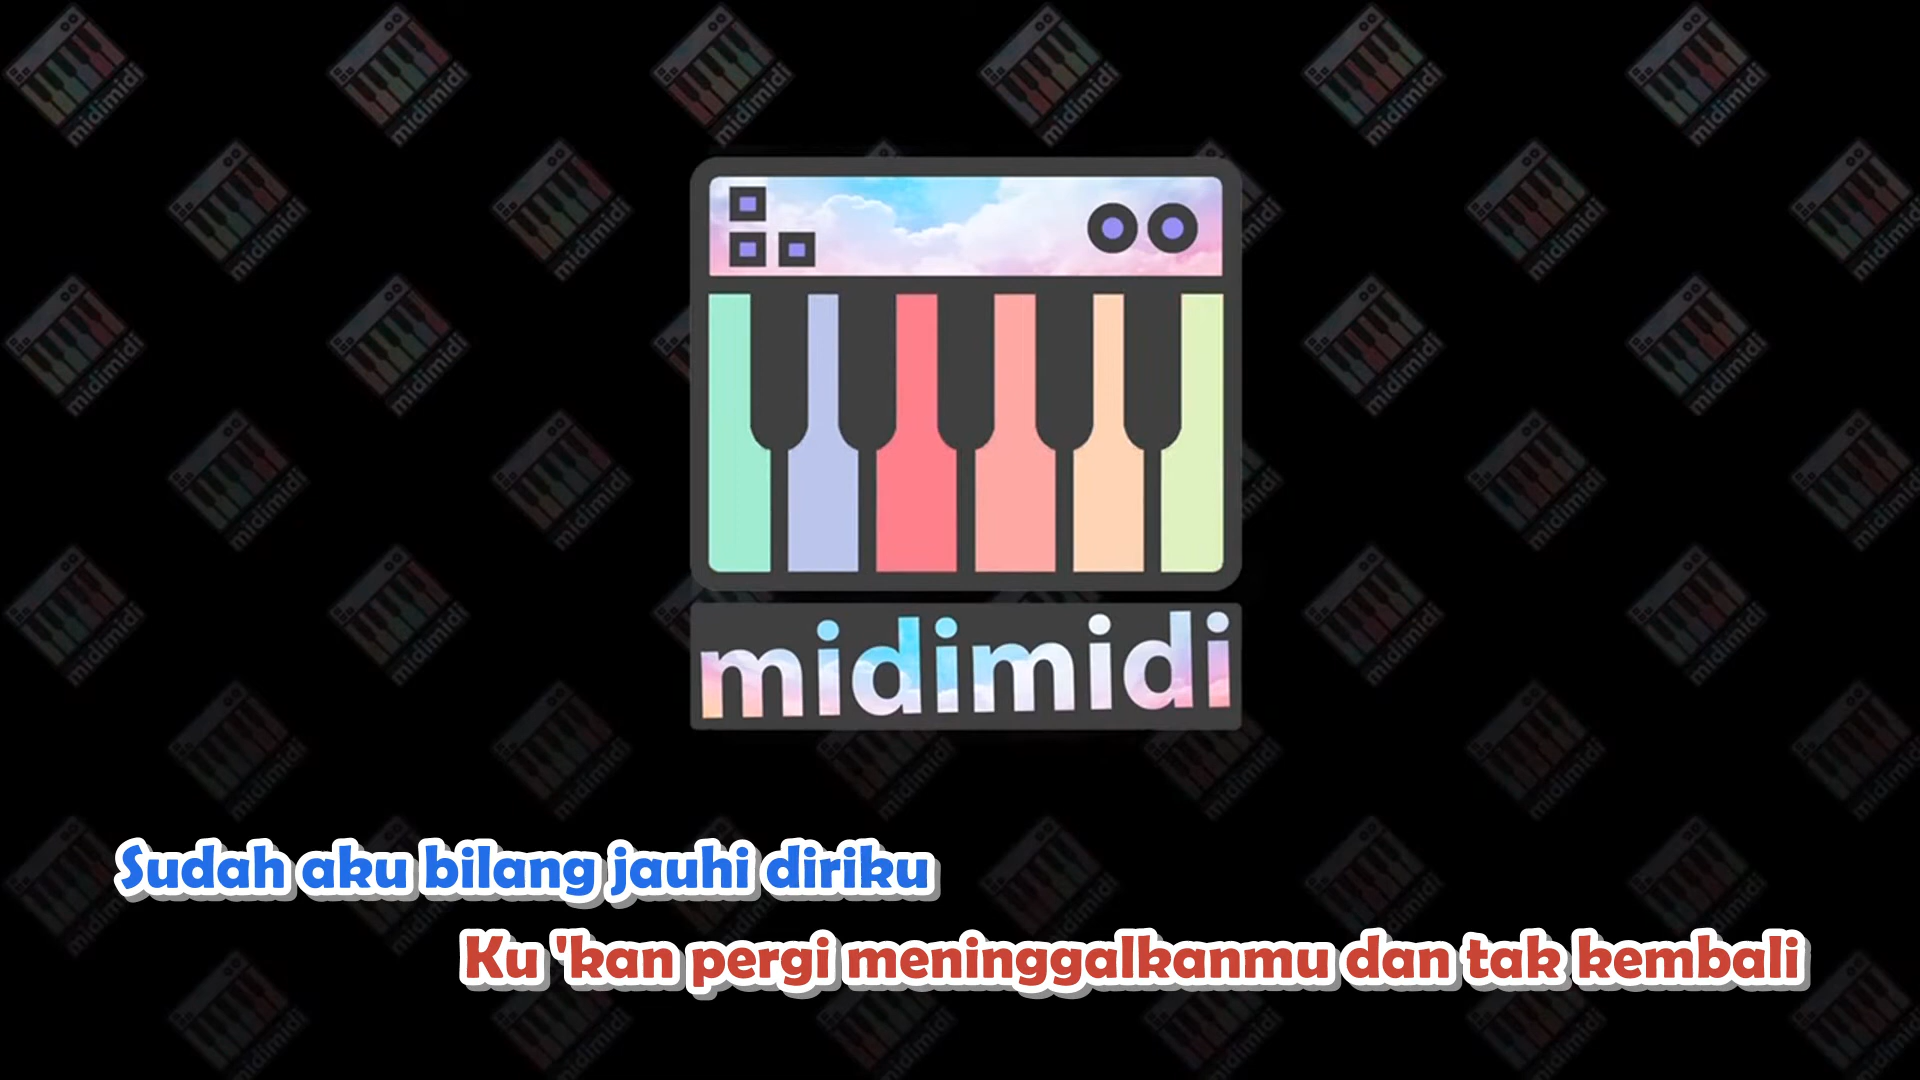 midimidi
Sudah aku bilang jauhi diriku
Ku 'kan pergi meninggalkanmu dan tak kembali